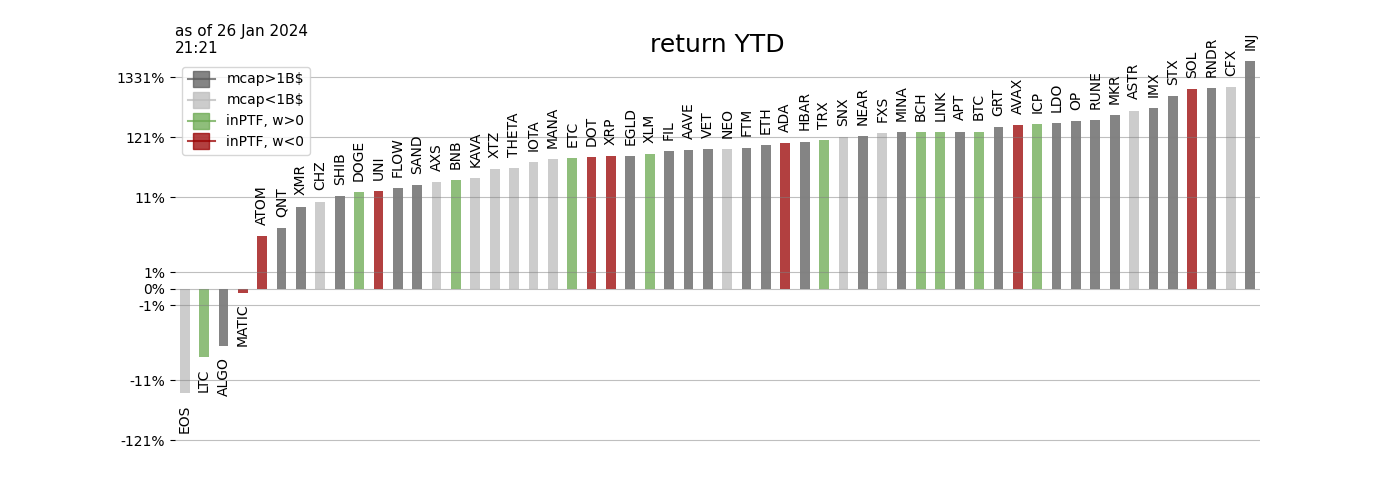 as of 26 Jan 2024
21:21
return YTD
mcap>1B$
mcap<1B$
inPTF, w>0
inPTF, w<0
1331%
121%
11%
1%
0%
-1%
-11%
-121%
EOS
LTC
ALGO
MATIC
ATOM
QNT
XMR
CHZ
SHIB
DOGE
UNI
FLOW
SAND
AXS
BNB
KAVA
XTZ
THETA
IOTA
MANA
ETC
DOT
XRP
EGLD
XLM
FIL
AAVE
VET
NEO
FTM
ETH
ADA
HBAR
TRX
SNX
NEAR
FXS
MINA
BCH
LINK
APT
BTC
GRT
AVAX
ICP
LDO
OP
RUNE
MKR
ASTR
IMX
STX
SOL
RNDR
CFX
INJ